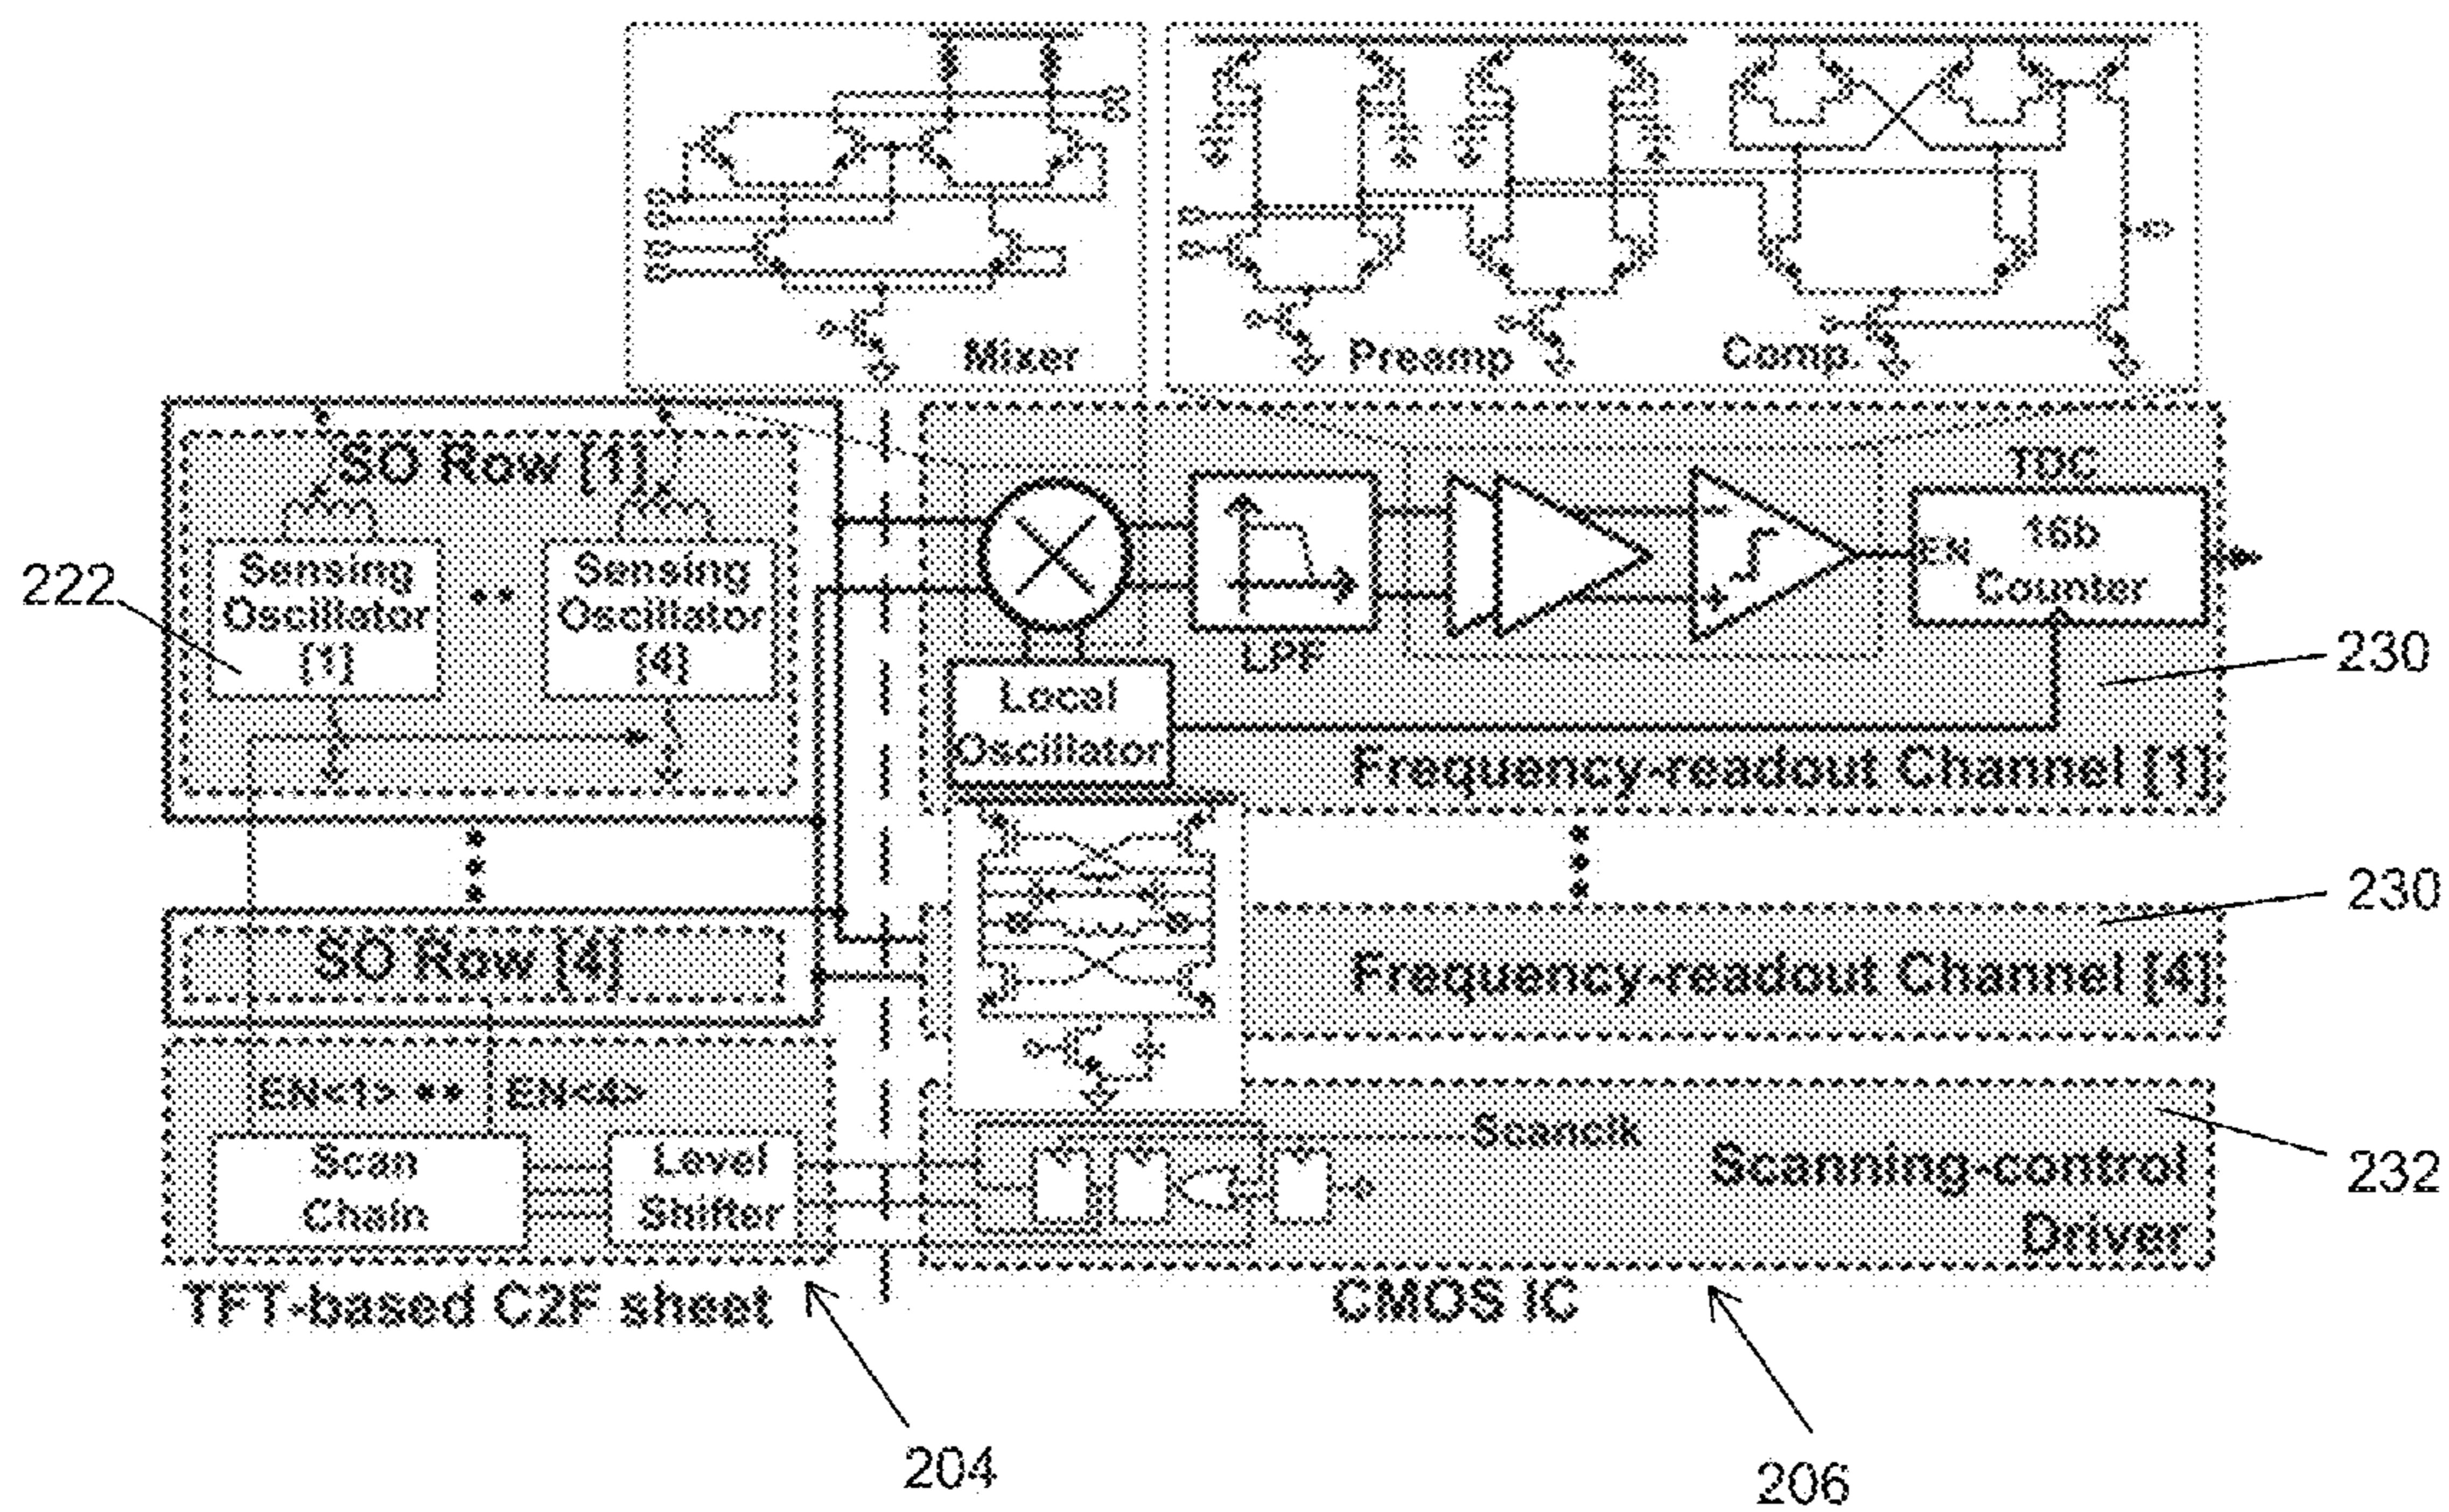 Mixer
Preamp
Comp.
SO Row [1]
Sensing
Oscillator
[1]
Sensing
Oscillator
[4]
222
LPF
TDC
EN
16b
Counter
230
Local
Oscillator
Frequency-readout Channel [1]
SO Row [4]
230
Frequency-readout Channel [4]
EN<1>
EN<4>
Scan
Chain
Level
Shifter
Scanclk
Scanning-control
Driver
232
TFT-based C2F sheet
CMOS IC
204
206